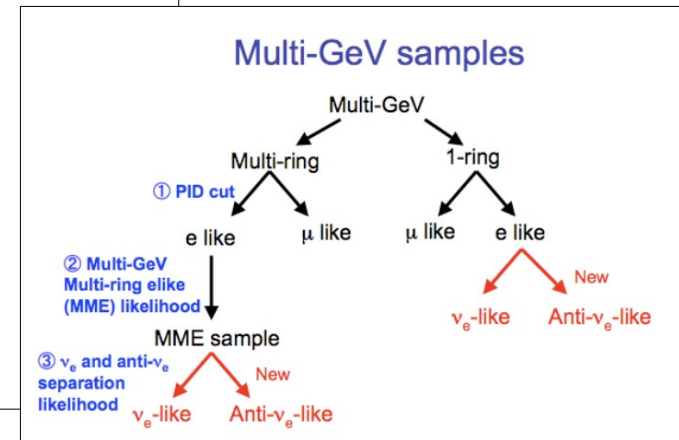 Multi-GeV samples
Multi-GeV
Multi-ring
1-ring
① PID cut
e like
μ like
μ like
e like
② Multi-GeV
Multi-ring elike
(MME) likelihood
New
νe-like
Anti-νe-like
MME sample
③ νe and anti-νe
separation
likelihood
New
νe-like
Anti-νe-like